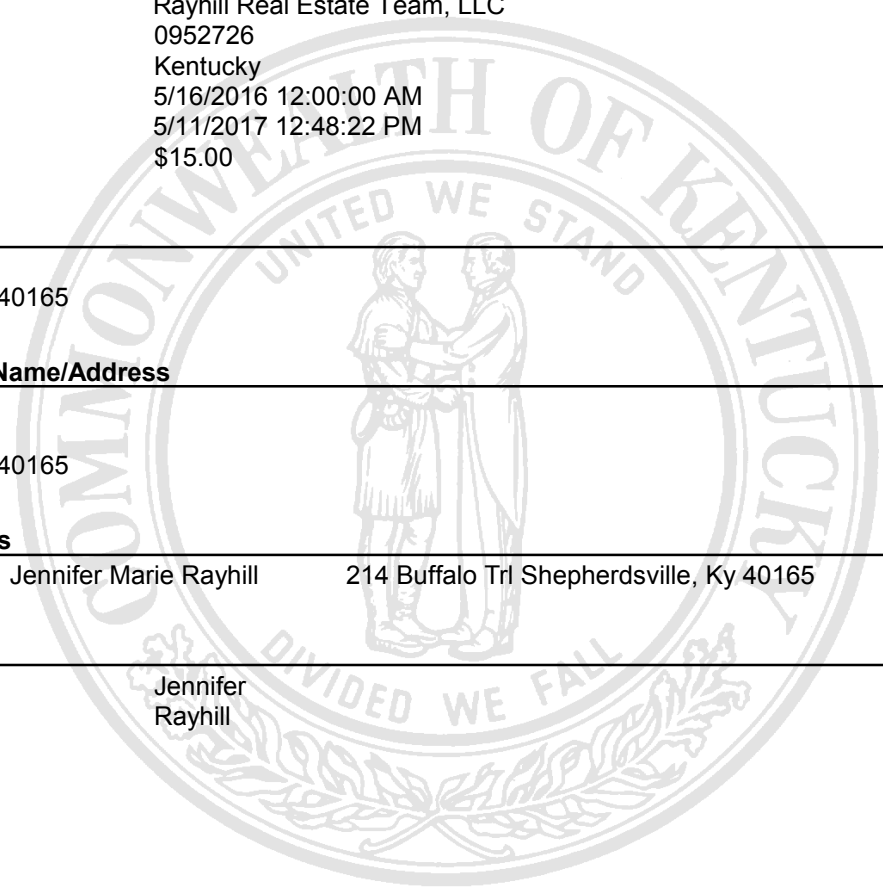 Rayhill Real Estate Team, LLC
0952726
Kentucky
5/16/2016 12:00:00 AM
5/11/2017 12:48:22 PM
$15.00
40165
Name/Address
40165
s
Jennifer Marie Rayhill 214 Buffalo Trl Shepherdsville, Ky 40165
Jennifer
Rayhill
COMMONWEALTH OF KENTUCKY
UNITED WE STAND
DIVIDED WE FALL